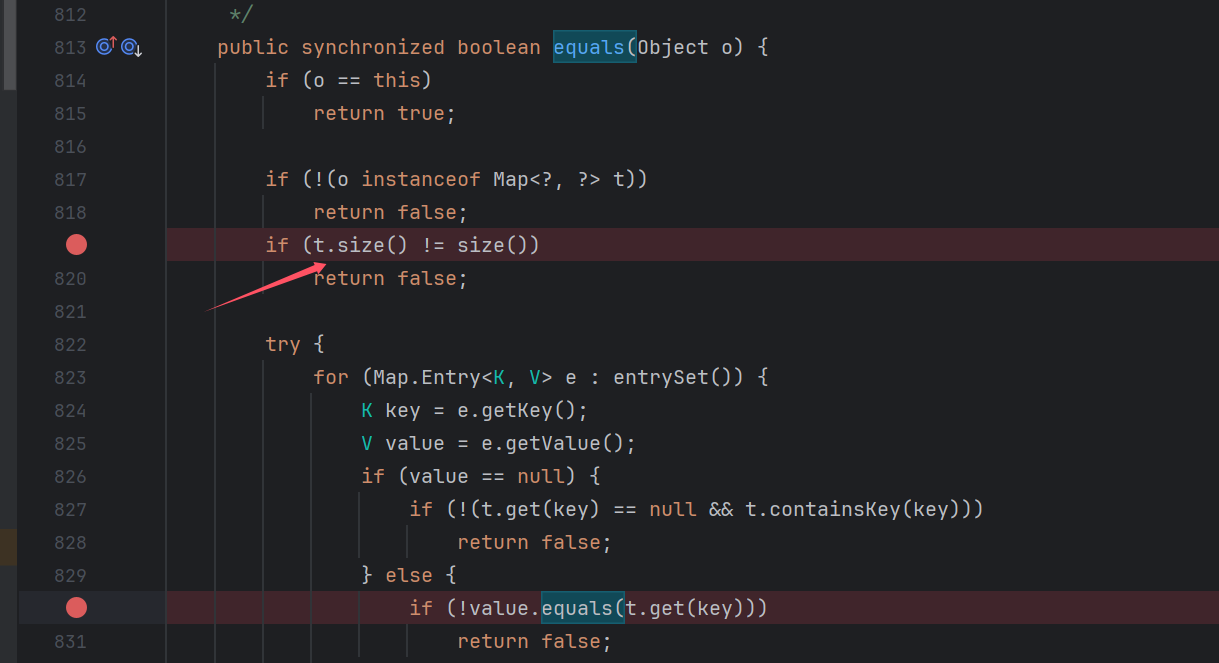 812 */
813 public synchronized boolean equals(Object o) {
814 if (o == this)
815 return true;
816
817 if (!(o instanceof Map<?, ?> t))
818 return false;
if (t.size() != size())
820 return false;
821
822 try {
823 for (Map.Entry<K, V> e : entrySet()) {
824 K key = e.getKey();
825 V value = e.getValue();
826 if (value == null) {
827 if (!(t.get(key) == null && t.containsKey(key)))
828 return false;
829 } else {
if (!value.equals(t.get(key)))
831 return false;